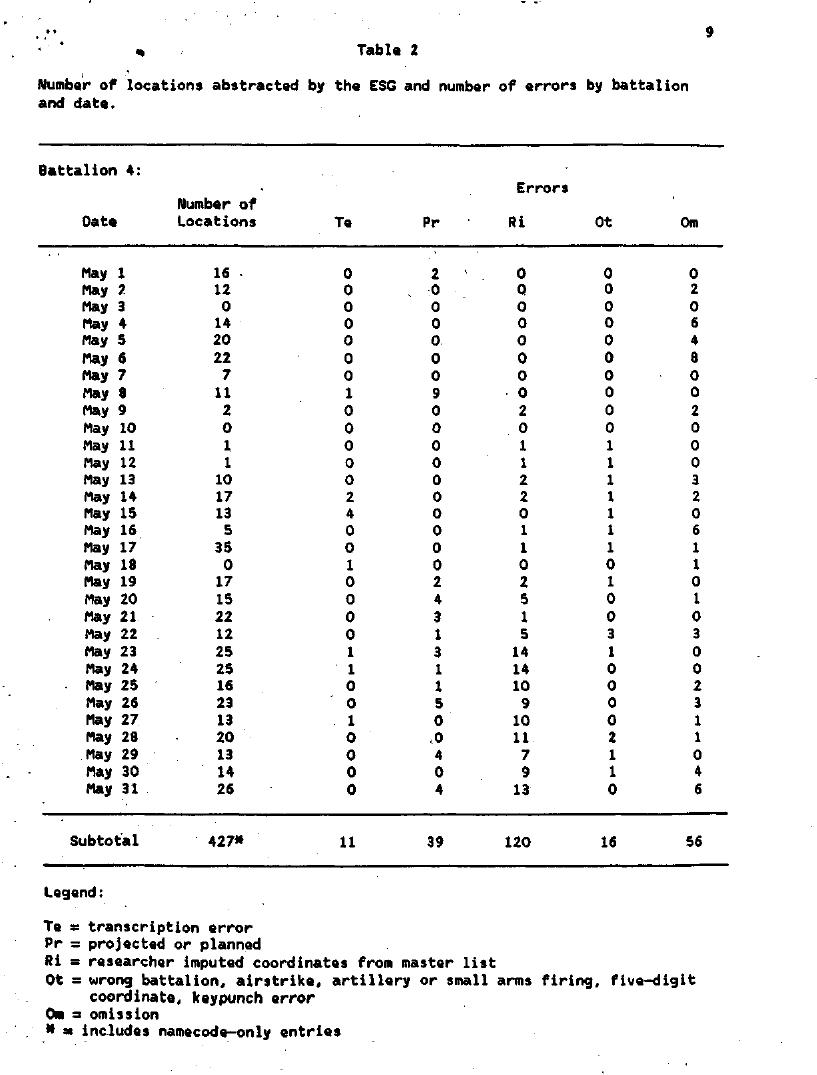 9
Table 2
Number of locations abstracted by the ESG and number of errors by battalion
and date.
Battalion 4:
Errors
Number of
Date Locations Te Pr Ri Ot Om
May 1 16 0 2 0 0 0
May 2 12 0 0 0 0 2
May 3 0 0 0 0 0 0
May 4 14 0 0 0 0 6
May 5 20 0 0 0 0 4
May 6 22 0 0 0 0 8
May 7 7 0 0 0 0 0
May 8 11 1 9 0 0 0
May 9 2 0 0 2 0 2
May 10 0 0 0 0 0 0
May 11 1 0 0 1 1 0
May 12 1 0 0 1 1 0
May 13 10 0 0 2 1 3
May 14 17 2 0 2 1 2
May 15 13 4 0 0 1 0
May 16 5 0 0 1 1 6
May 17 35 0 0 1 1 1
May 18 0 1 0 0 0 1
May 19 17 0 2 2 1 0
May 20 15 0 4 5 0 1
May 21 22 0 3 1 0 0
May 22 12 0 1 5 3 3
May 23 25 1 3 14 1 0
May 24 25 1 1 14 0 0
May 25 16 0 1 10 0 2
May 26 23 0 5 9 0 3
May 27 13 1 0 10 0 1
May 28 20 0 0 11 2 1
May 29 13 0 4 7 1 0
May 30 14 0 0 9 1 4
May 31 26 0 4 13 0 6
Subtotal 427* 11 39 120 16 56
Legend:
Te = transcription error
Pr = projected or planned
Ri = researcher imputed coordinates from master list
Ot = wrong battalion, airstrike, artillery or small arms firing, five-digit
coordinate, keypunch error
Om = omission
* = includes namecode-only entries